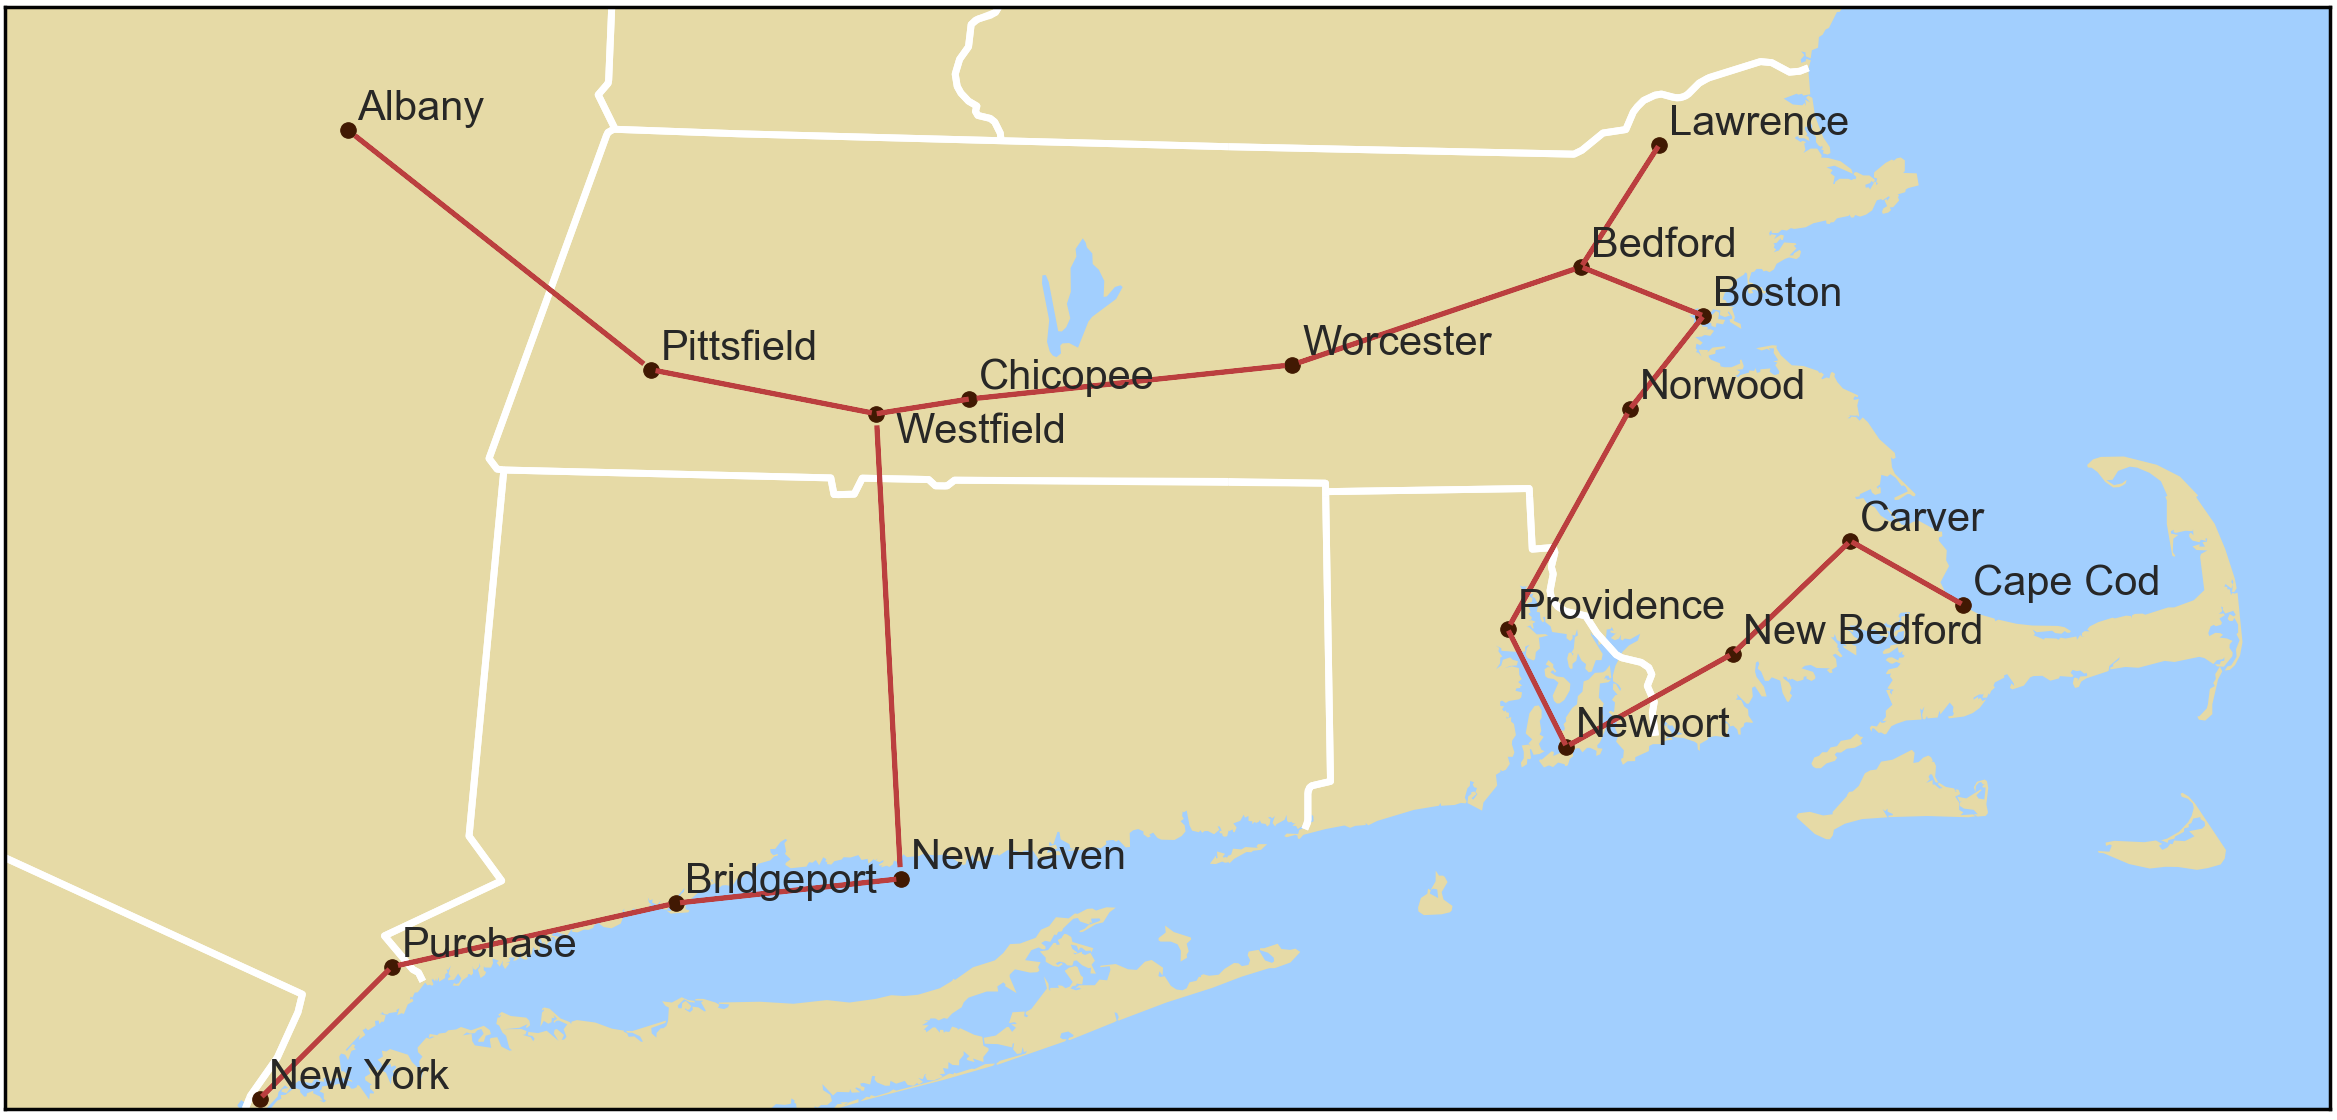 Albany
Lawrence
Bedford
Boston
Pittsfield
Worcester
Chicopee
Norwood
Westfield
Carver
Cape Cod
Providence
New Bedford
Newport
New Haven
Bridgeport
Purchase
New York